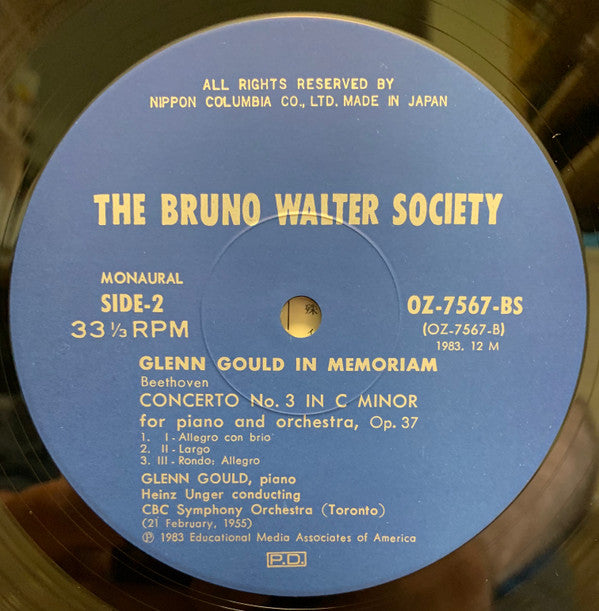 ALL RIGHTS RESERVED BY
NIPPON COLUMBIA CO., LTD. MADE IN JAPAN
THE BRUNO WALTER SOCIETY
MONAURAL
SIDE-2
33 1/3 RPM
OZ-7567-BS
(OZ-7567-B)
1983. 12 M
GLENN GOULD IN MEMORIAM
Beethoven
CONCERTO No. 3 IN C MINOR
for piano and orchestra, Op. 37
1. I - Allegro con brio
2. II - Largo
3. III - Rondo: Allegro
GLENN GOULD, piano
Heinz Unger conducting
CBC Symphony Orchestra (Toronto)
(21 February, 1955)
℗ 1983 Educational Media Associates of America
P.D.